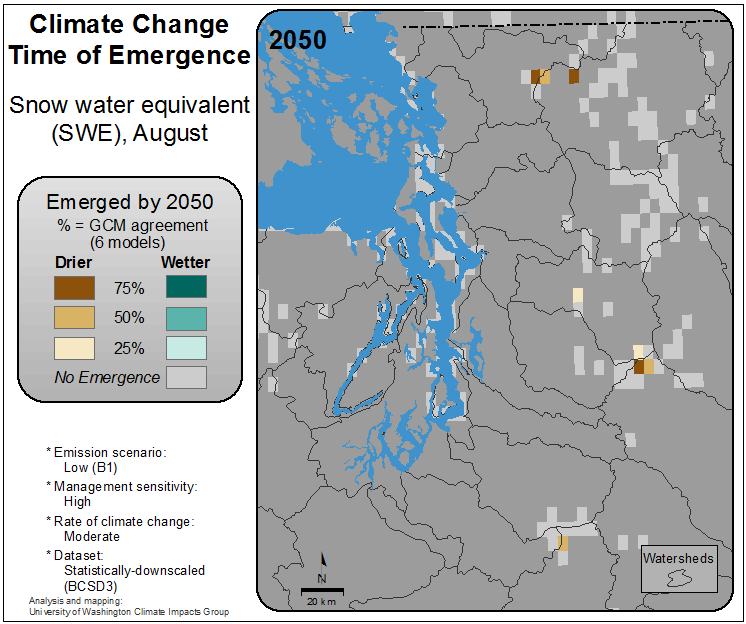 Climate Change
Time of Emergence
Snow water equivalent
(SWE), August
Emerged by 2050
% = GCM agreement
(6 models)
Drier Wetter
75%
50%
25%
No Emergence
* Emission scenario:
Low (B1)
* Management sensitivity:
High
* Rate of climate change:
Moderate
* Dataset:
Statistically-downscaled
(BCSD3)
Analysis and mapping:
University of Washington Climate Impacts Group
2050
N
20 km
Watersheds